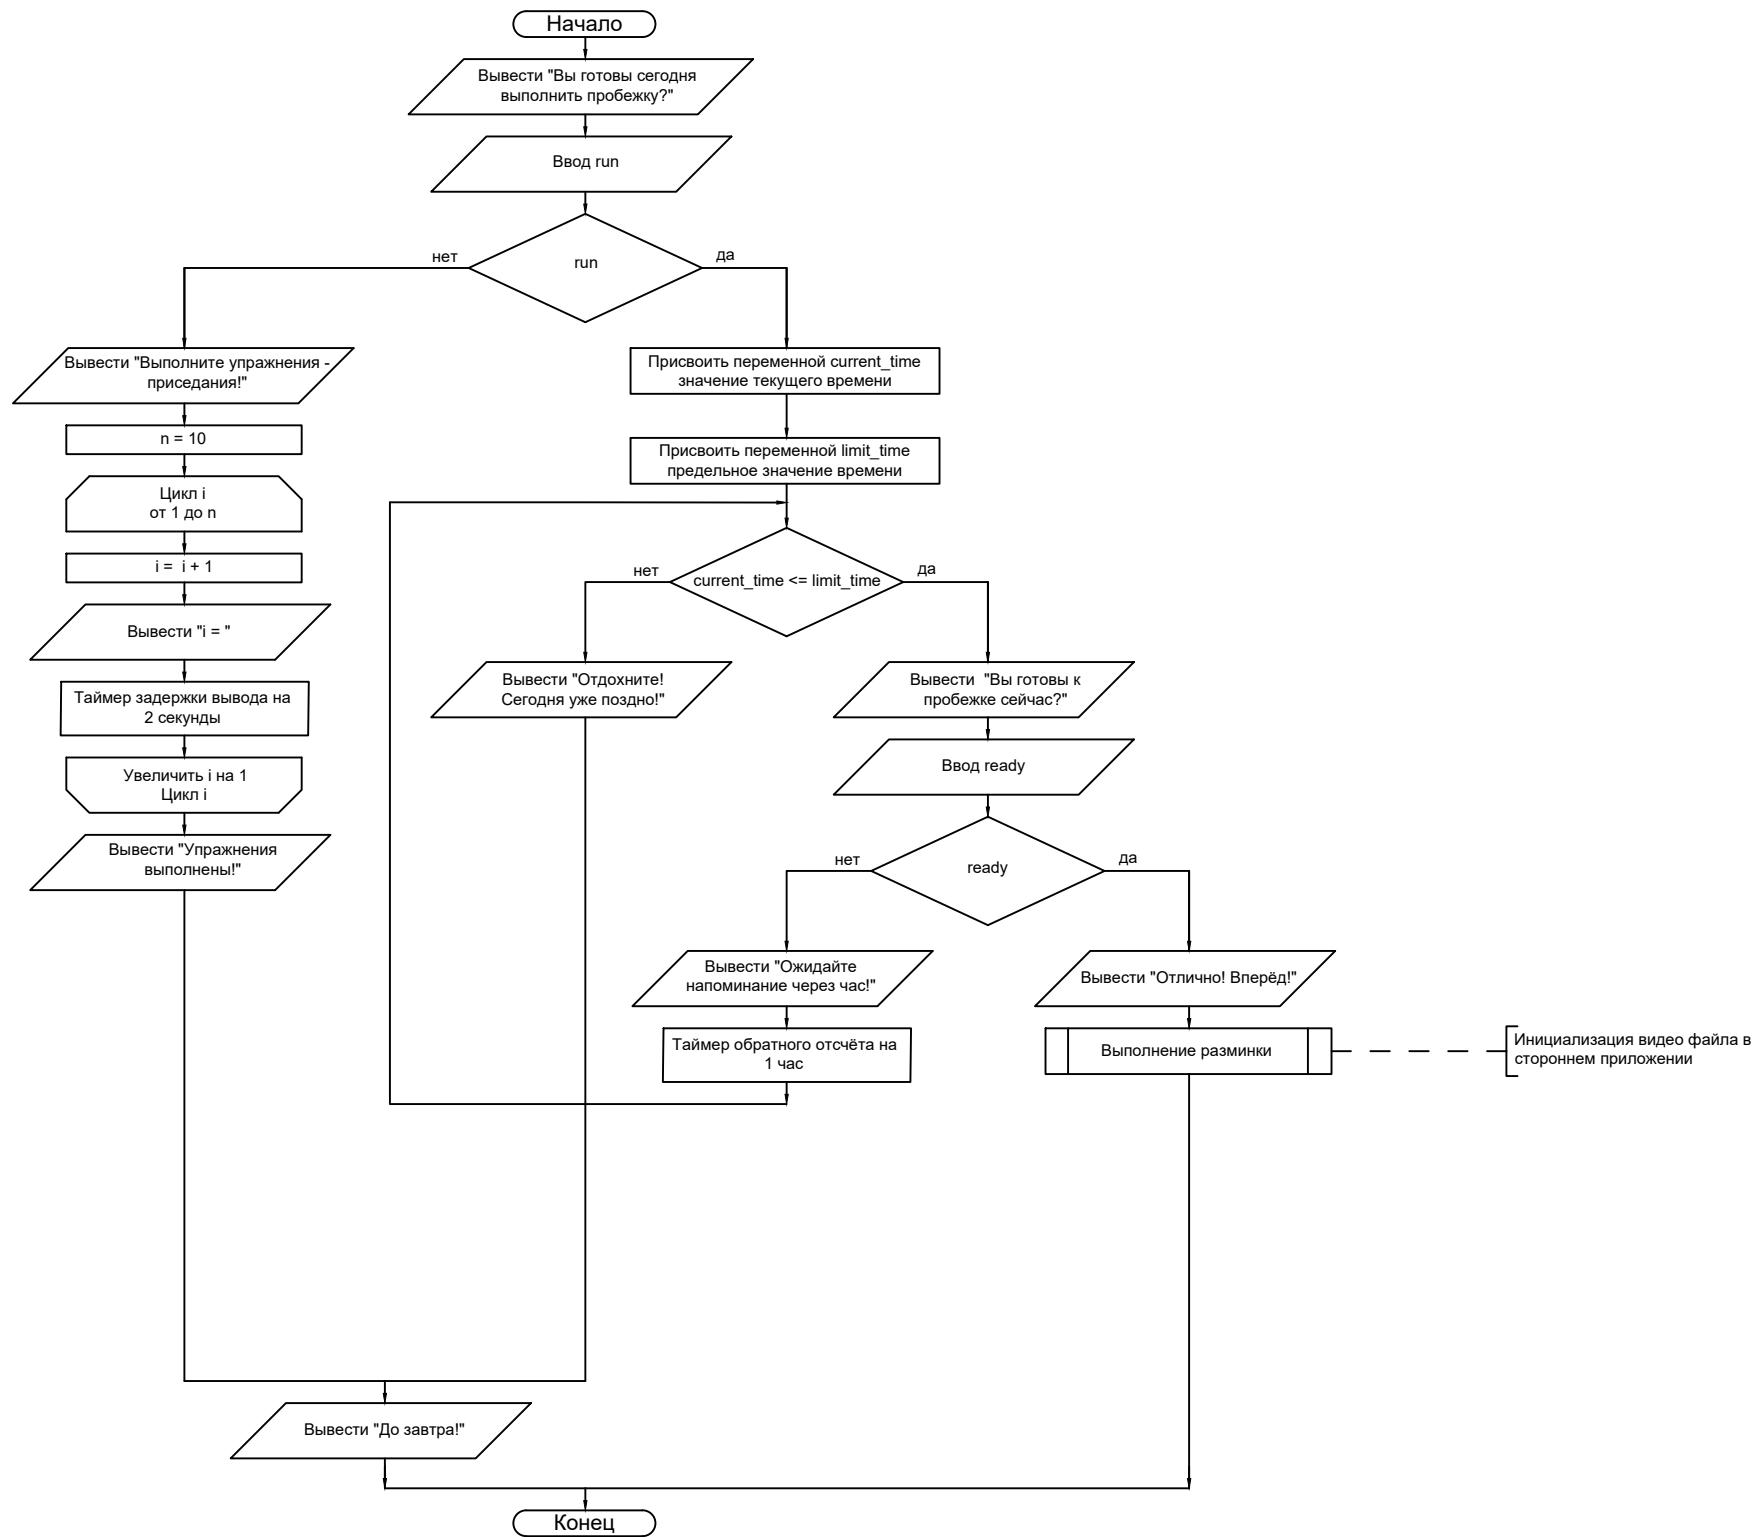 Начало
Вывести "Вы готовы сегодня
выполнить пробежку?"
Ввод run
run
нет
да
Вывести "Выполните упражнения -
приседания!"
n = 10
Цикл i
от 1 до n
i =  i + 1
Вывести "i = "
Таймер задержки вывода на
2 секунды
Увеличить i на 1
Цикл i
Вывести "Упражнения
выполнены!"
Присвоить переменной current_time
значение текущего времени
Присвоить переменной limit_time
предельное значение времени
current_time <= limit_time
нет
да
Вывести "Отдохните!
Сегодня уже поздно!"
Вывести  "Вы готовы к
пробежке сейчас?"
Ввод ready
ready
нет
да
Вывести "Ожидайте
напоминание через час!"
Таймер обратного отсчёта на
1 час
Вывести "Отлично! Вперёд!"
Выполнение разминки
Инициализация видео файла в
стороннем приложении
Вывести "До завтра!"
Конец